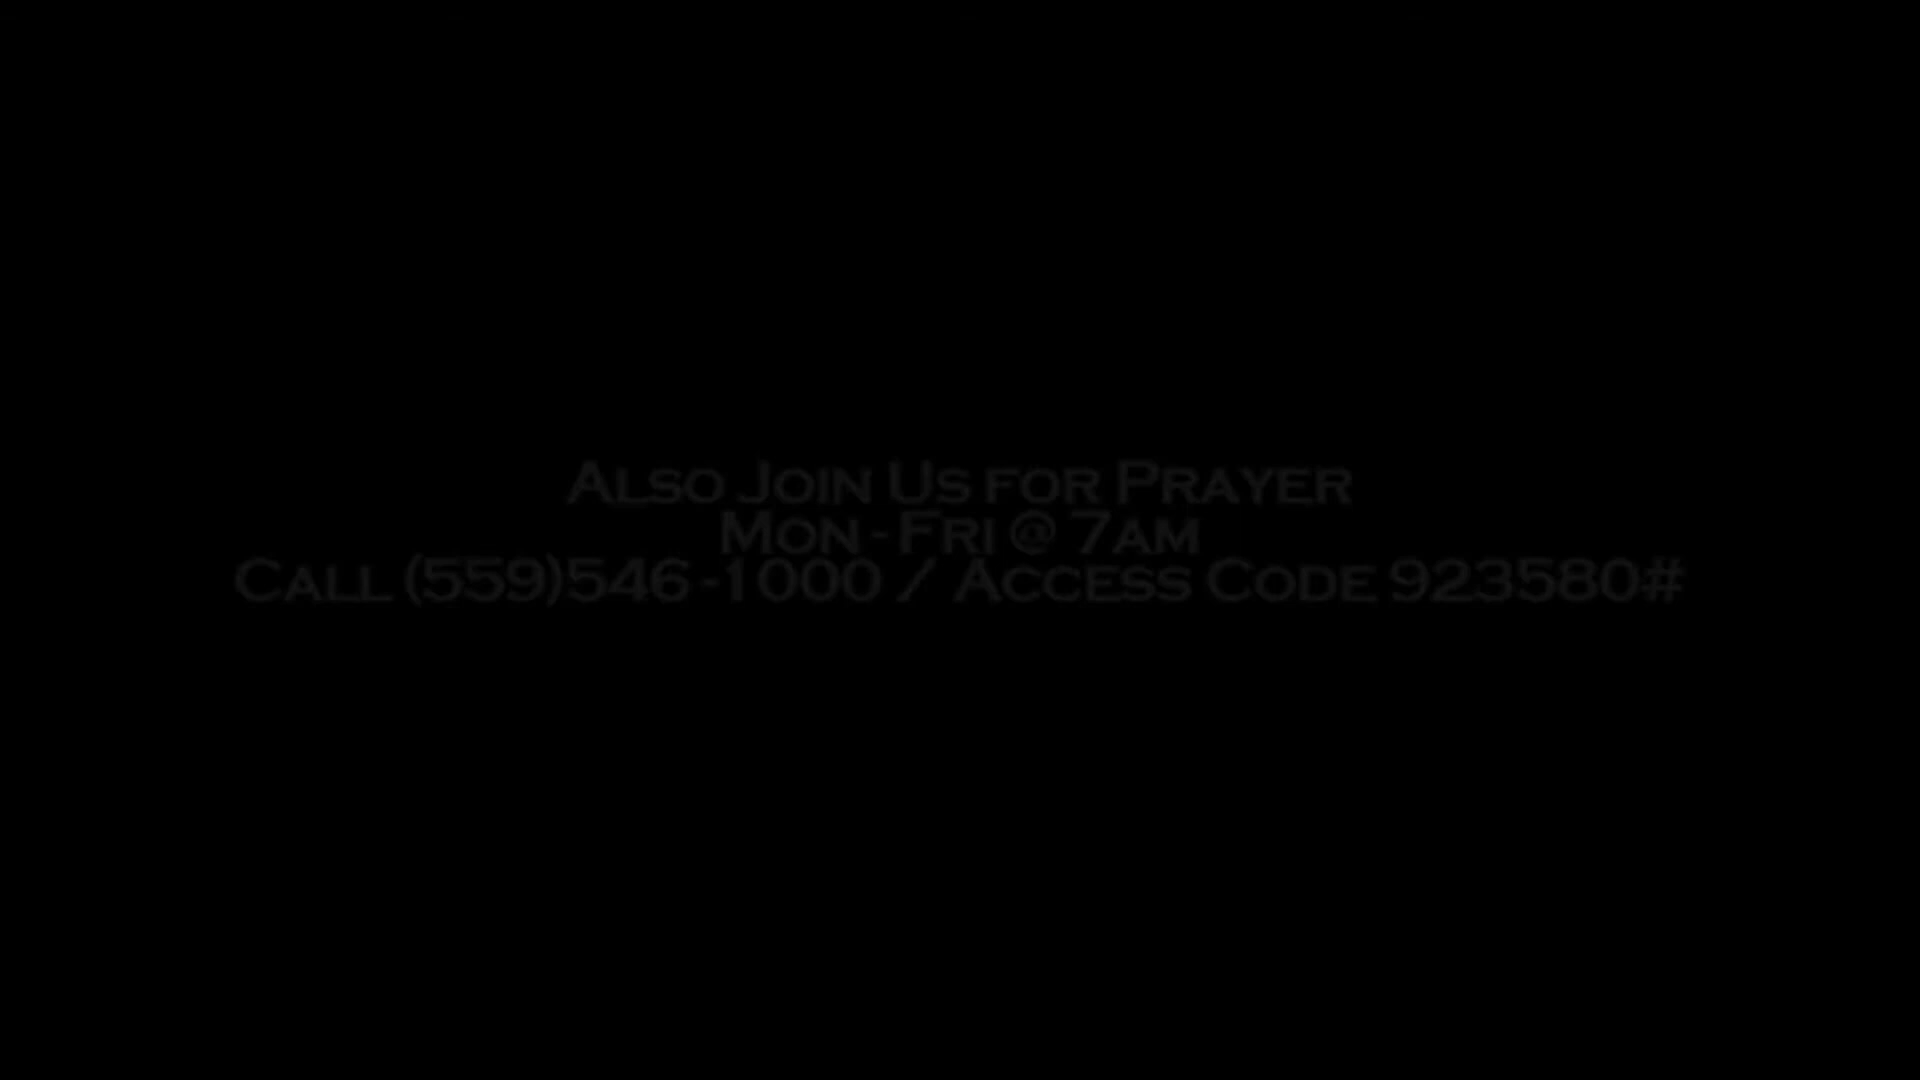 Also Join Us for Prayer
Mon - Fri @ 7am
Call (559)546-1000 / Access Code 923580#